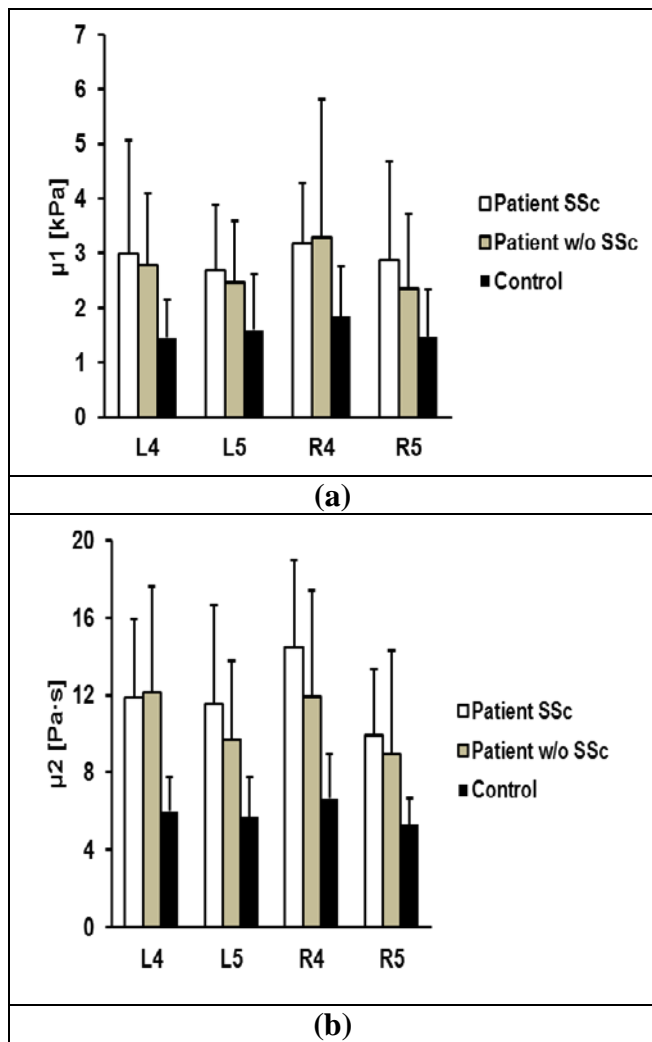 7
6
5
4
3
2
1
0
µ1 [kPa]
L4 L5 R4 R5
Patient SSc
Patient w/o SSc
Control
(a)
20
16
12
8
4
0
µ2 [Pa·s]
L4 L5 R4 R5
Patient SSc
Patient w/o SSc
Control
(b)